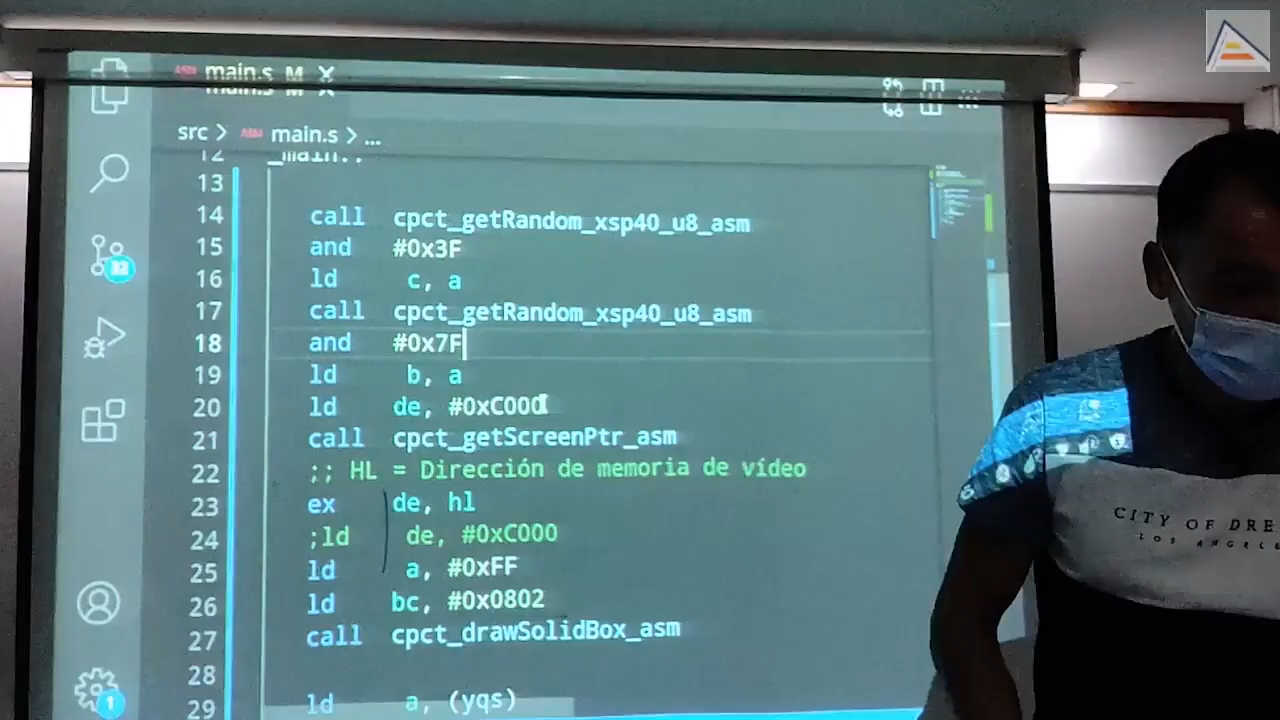 main.s M X
src > main.s > ...
12 _main::
13
14 call cpct_getRandom_xsp40_u8_asm
15 and #0x3F
16 ld c, a
17 call cpct_getRandom_xsp40_u8_asm
18 and #0x7F
19 ld b, a
20 ld de, #0xC000
21 call cpct_getScreenPtr_asm
22 ;; HL = Dirección de memoria de vídeo
23 ex de, hl
24 ;ld de, #0xC000
25 ld a, #0xFF
26 ld bc, #0x0802
27 call cpct_drawSolidBox_asm
28
29 ld a, (yqs)
1
CITY OF DRE
LOS ANGELE